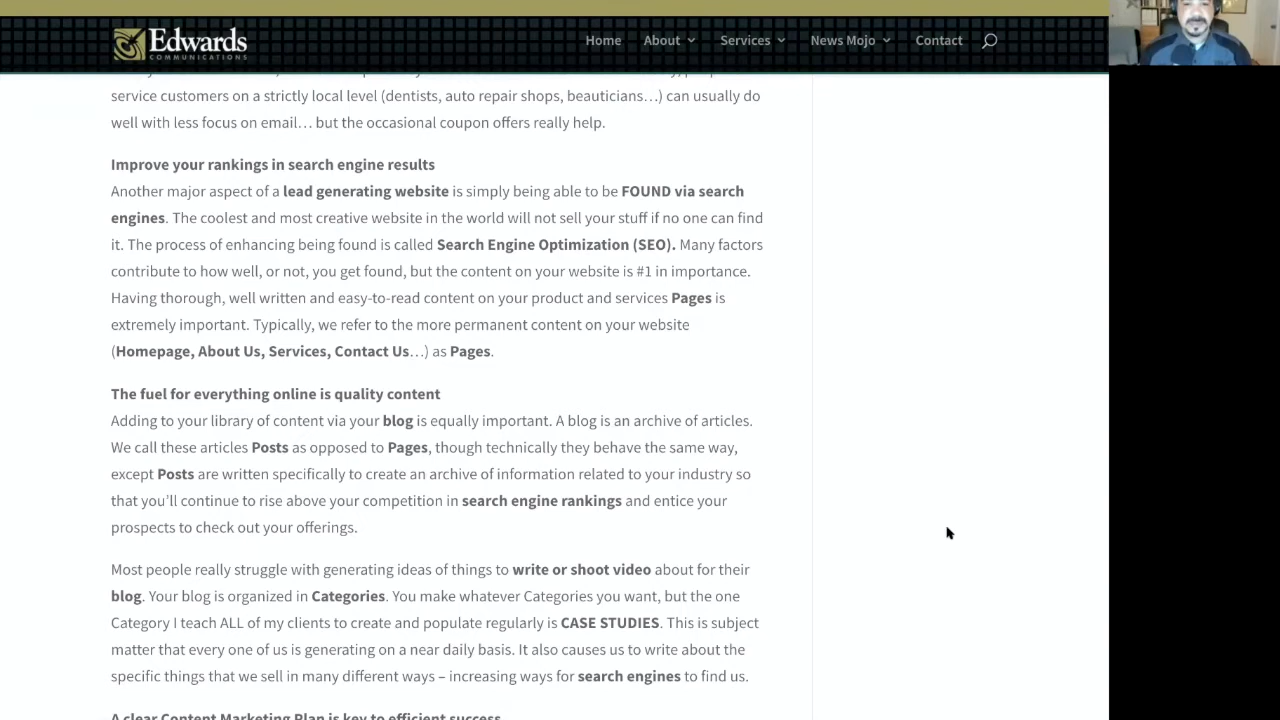 Edwards
COMMUNICATIONS
Home About Services News Mojo Contact
service customers on a strictly local level (dentists, auto repair shops, beauticians…) can usually do
well with less focus on email… but the occasional coupon offers really help.
Improve your rankings in search engine results
Another major aspect of a lead generating website is simply being able to be FOUND via search
engines. The coolest and most creative website in the world will not sell your stuff if no one can find
it. The process of enhancing being found is called Search Engine Optimization (SEO). Many factors
contribute to how well, or not, you get found, but the content on your website is #1 in importance.
Having thorough, well written and easy-to-read content on your product and services Pages is
extremely important. Typically, we refer to the more permanent content on your website
(Homepage, About Us, Services, Contact Us…) as Pages.
The fuel for everything online is quality content
Adding to your library of content via your blog is equally important. A blog is an archive of articles.
We call these articles Posts as opposed to Pages, though technically they behave the same way,
except Posts are written specifically to create an archive of information related to your industry so
that you’ll continue to rise above your competition in search engine rankings and entice your
prospects to check out your offerings.
Most people really struggle with generating ideas of things to write or shoot video about for their
blog. Your blog is organized in Categories. You make whatever Categories you want, but the one
Category I teach ALL of my clients to create and populate regularly is CASE STUDIES. This is subject
matter that every one of us is generating on a near daily basis. It also causes us to write about the
specific things that we sell in many different ways – increasing ways for search engines to find us.
A clear Content Marketing Plan is key to efficient success